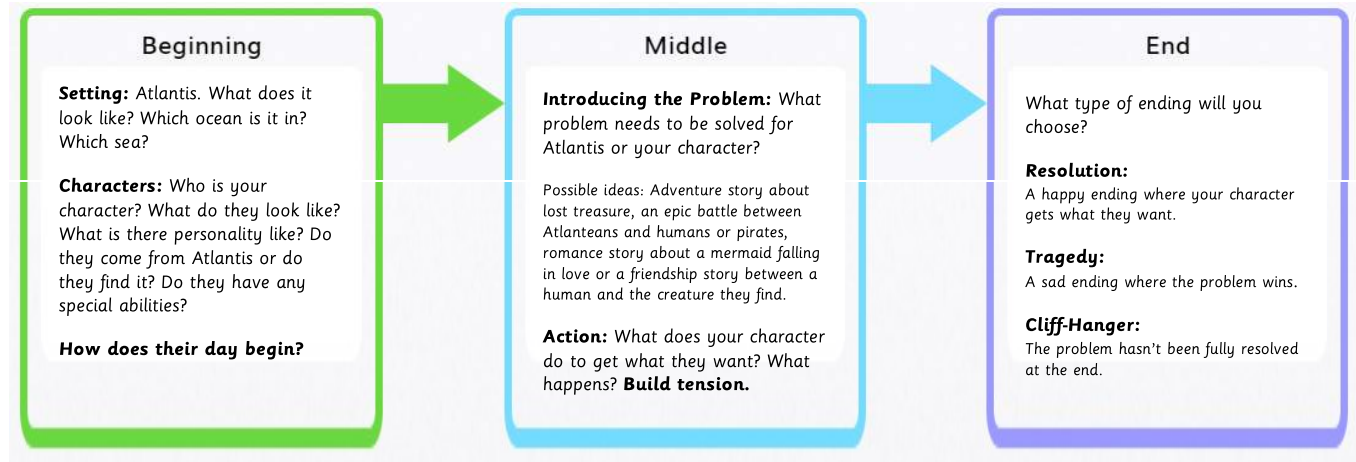 Beginning
Setting: Atlantis. What does it
look like? Which ocean is it in?
Which sea?
Characters: Who is your
character? What do they look like?
What is there personality like? Do
they come from Atlantis or do
they find it? Do they have any
special abilities?
How does their day begin?
Middle
Introducing the Problem: What
problem needs to be solved for
Atlantis or your character?
Possible ideas: Adventure story about
lost treasure, an epic battle between
Atlanteans and humans or pirates,
romance story about a mermaid falling
in love or a friendship story between a
human and the creature they find.
Action: What does your character
do to get what they want? What
happens? Build tension.
End
What type of ending will you
choose?
Resolution:
A happy ending where your character
gets what they want.
Tragedy:
A sad ending where the problem wins.
Cliff-Hanger:
The problem hasn't been fully resolved
at the end.